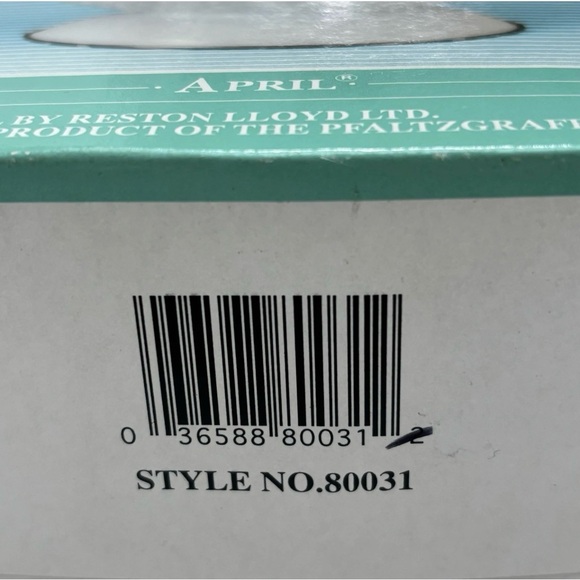 · APRIL® ·
BY RESTON LLOYD LTD.
PRODUCT OF THE PFALTZGRAFF
0 36588 80031 2
STYLE NO.80031